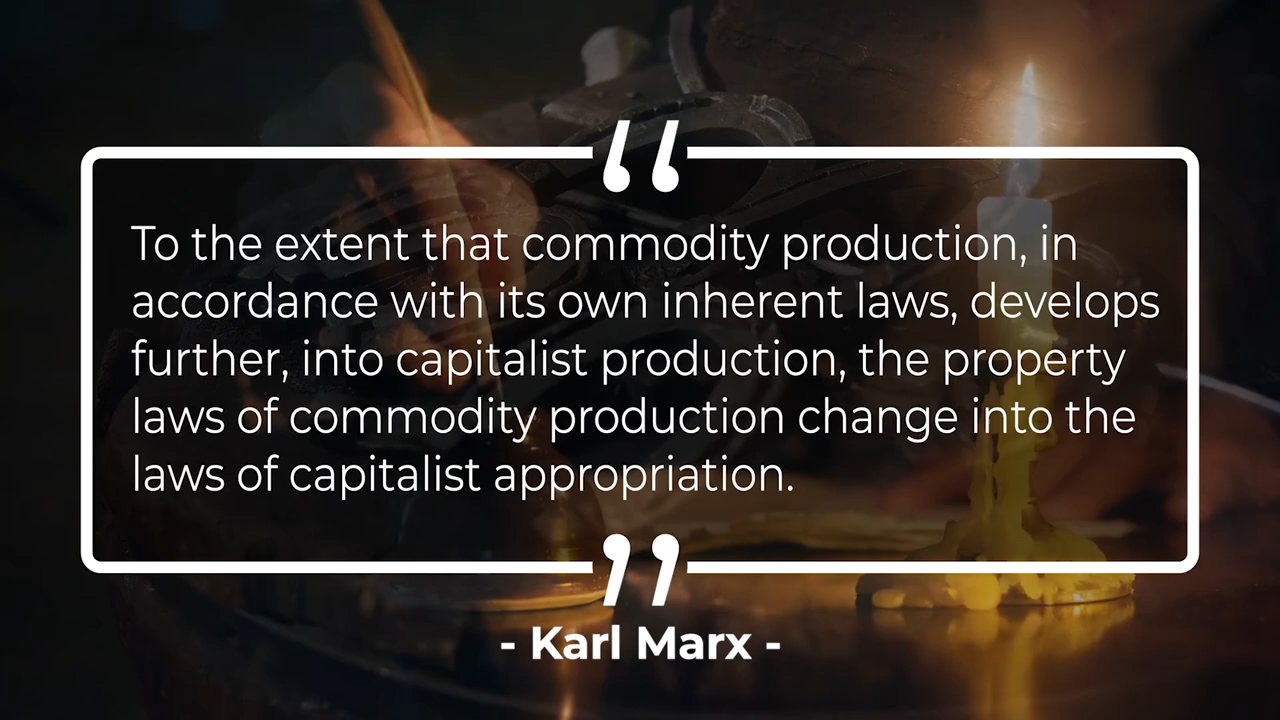 “
To the extent that commodity production, in
accordance with its own inherent laws, develops
further, into capitalist production, the property
laws of commodity production change into the
laws of capitalist appropriation.
”
- Karl Marx -